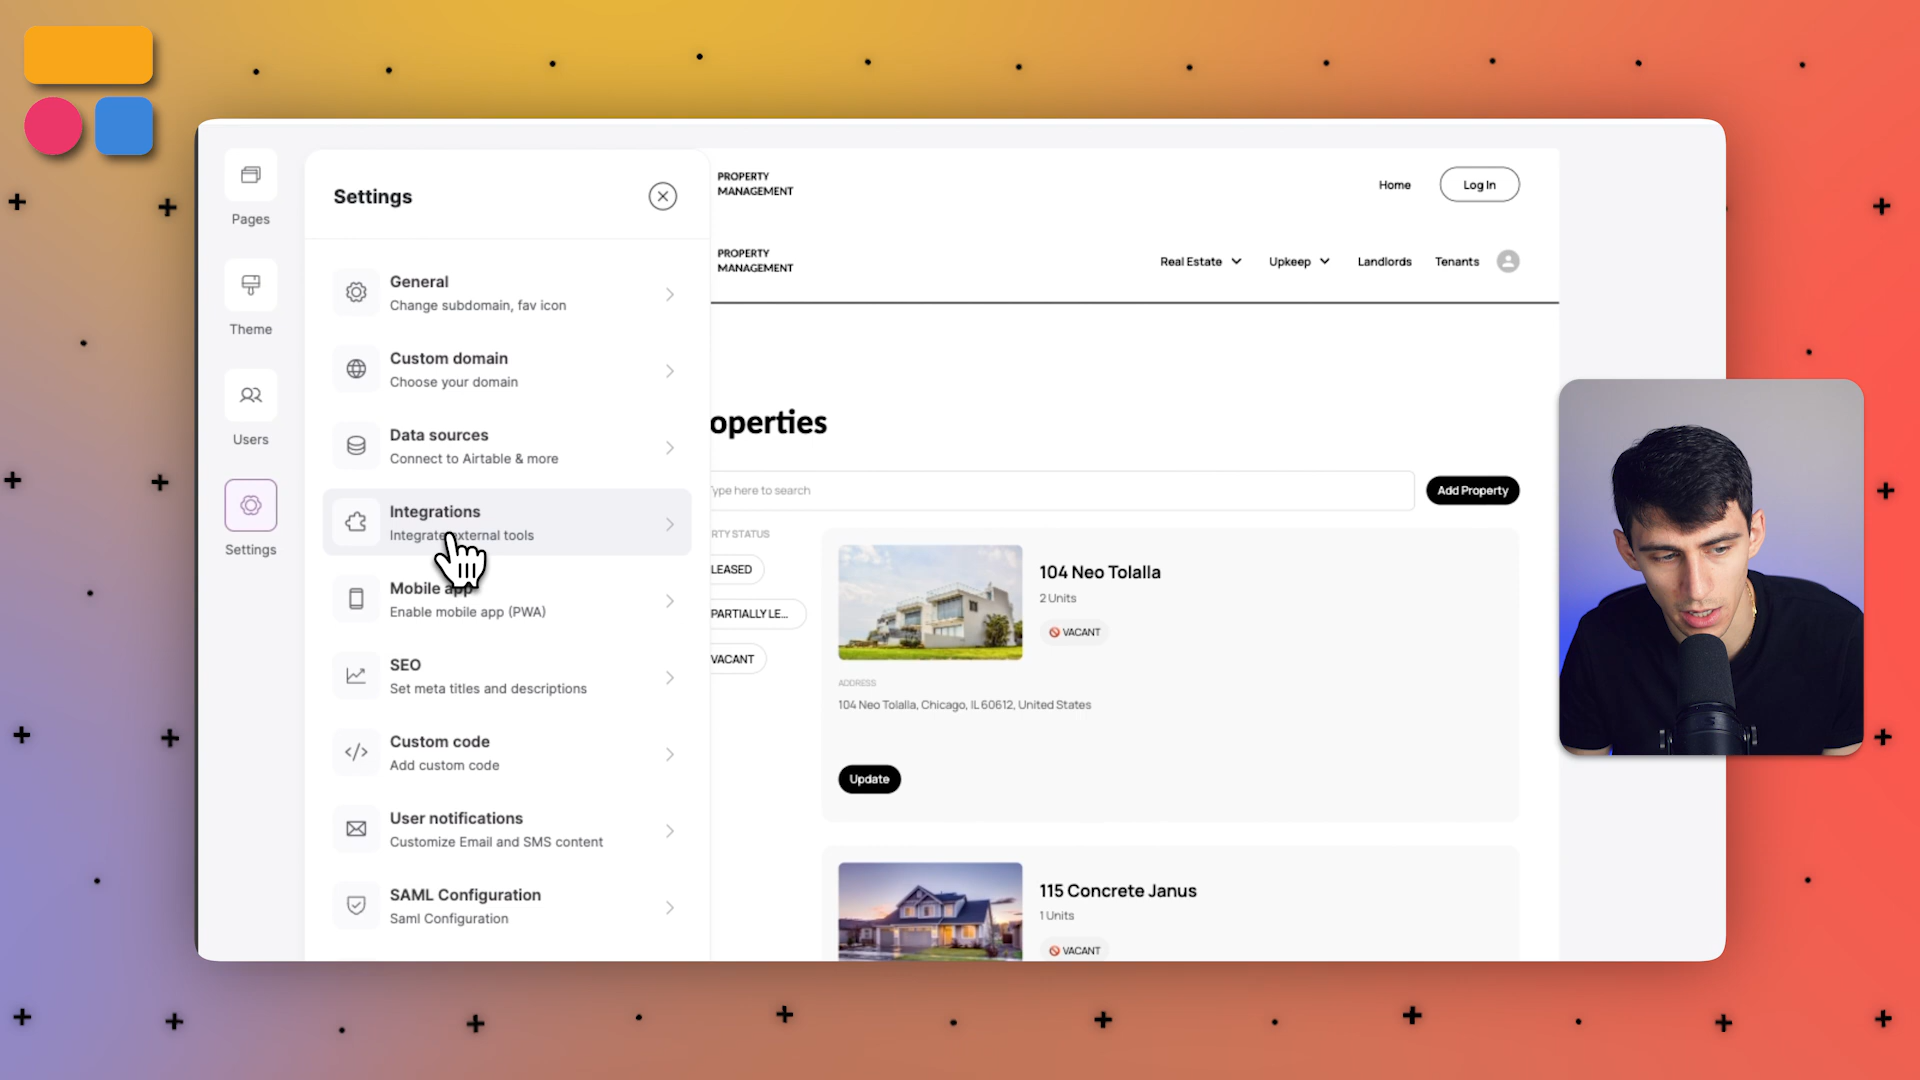 Pages
Theme
Users
Settings
Settings
General
Change subdomain, fav icon
Custom domain
Choose your domain
Data sources
Connect to Airtable & more
Integrations
Integrate external tools
Mobile app
Enable mobile app (PWA)
SEO
Set meta titles and descriptions
Custom code
Add custom code
User notifications
Customize Email and SMS content
SAML Configuration
Saml Configuration
PROPERTY
MANAGEMENT
Home
Log In
PROPERTY
MANAGEMENT
Real Estate
Upkeep
Landlords
Tenants
operties
ype here to search
Add Property
RTY STATUS
LEASED
PARTIALLY LE...
VACANT
104 Neo Tolalla
2 Units
VACANT
ADDRESS
104 Neo Tolalla, Chicago, IL 60612, United States
Update
115 Concrete Janus
1 Units
VACANT